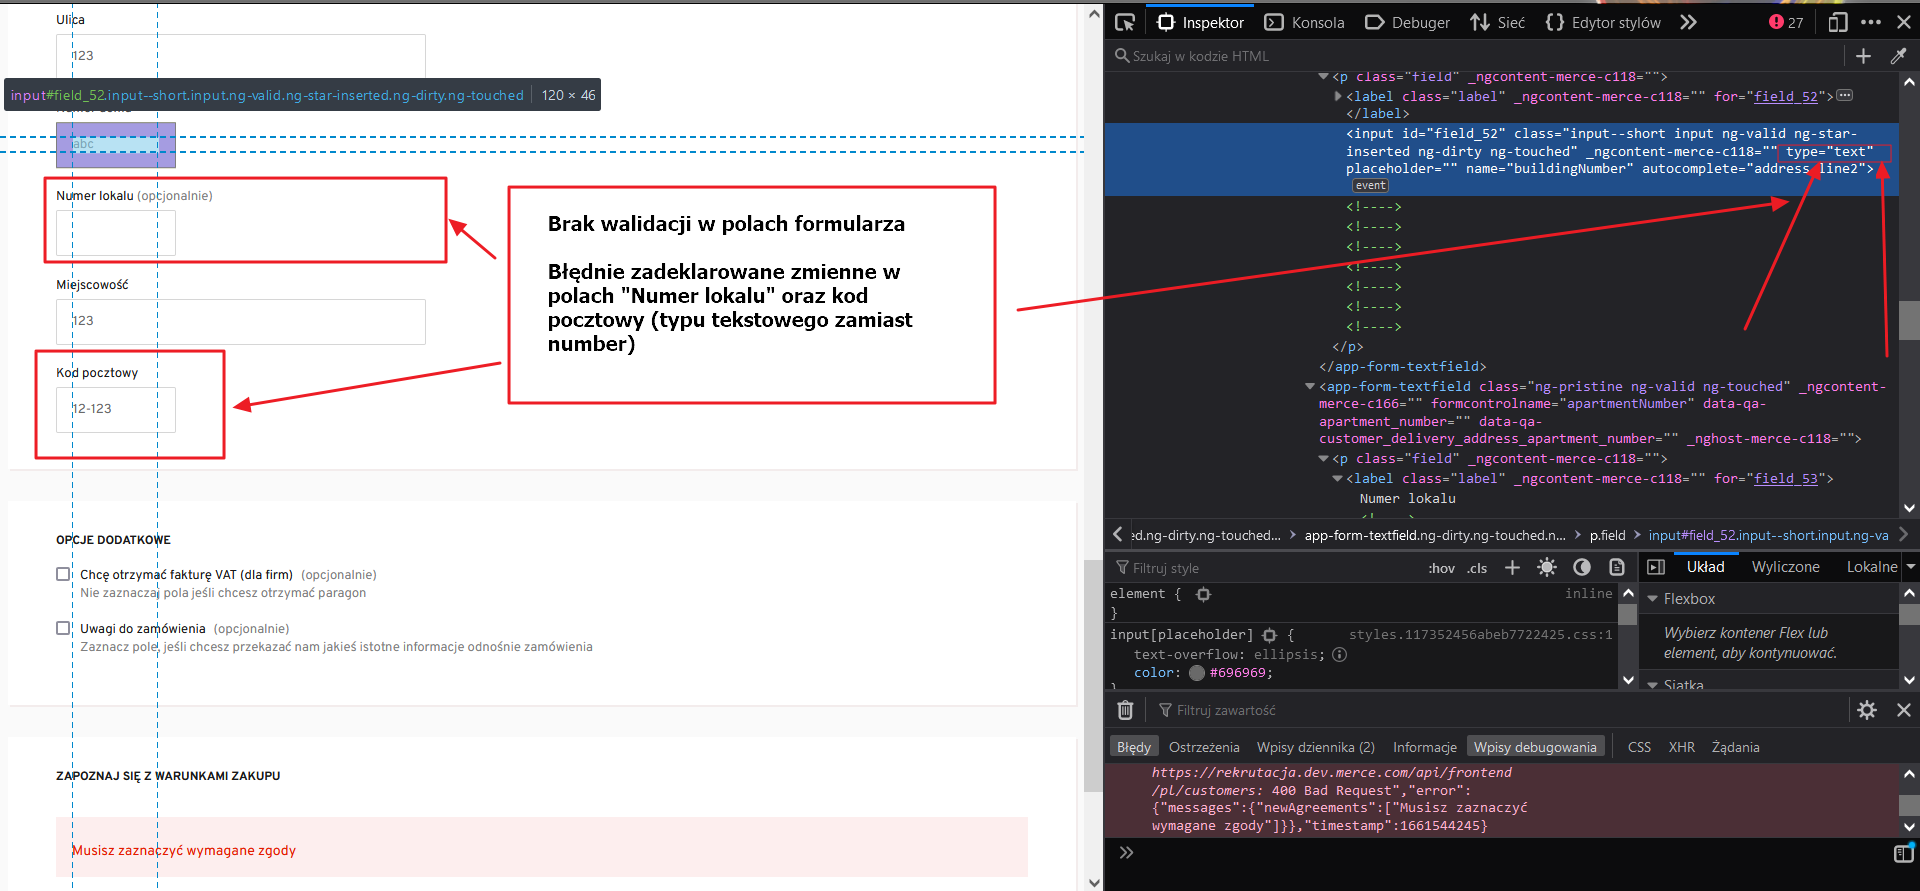 Ulica
123
input#field_52.input--short.input.ng-valid.ng-star-inserted.ng-dirty.ng-touched 120 × 46
abc
Numer lokalu (opcjonalnie)
Miejscowość
123
Kod pocztowy
12-123
Brak walidacji w polach formularza
Błędnie zadeklarowane zmienne w
polach "Numer lokalu" oraz kod
pocztowy (typu tekstowego zamiast
number)
OPCJE DODATKOWE
Chcę otrzymać fakturę VAT (dla firm) (opcjonalnie)
Nie zaznaczaj pola jeśli chcesz otrzymać paragon
Uwagi do zamówienia (opcjonalnie)
Zaznacz pole, jeśli chcesz przekazać nam jakieś istotne informacje odnośnie zamówienia
ZAPOZNAJ SIĘ Z WARUNKAMI ZAKUPU
Musisz zaznaczyć wymagane zgody
Inspektor Konsola Debuger Sieć {} Edytor stylów 27
Szukaj w kodzie HTML
<p class="field" _ngcontent-merce-c118="">
<label class="label" _ngcontent-merce-c118="" for="field_52">
</label>
<input id="field_52" class="input--short input ng-valid ng-star-
inserted ng-dirty ng-touched" _ngcontent-merce-c118="" type="text"
placeholder="" name="buildingNumber" autocomplete="address-line2">
event
<!---->
<!---->
<!---->
<!---->
<!---->
<!---->
<!---->
</p>
</app-form-textfield>
<app-form-textfield class="ng-pristine ng-valid ng-touched" _ngcontent-
merce-c166="" formcontrolname="apartmentNumber" data-qa-
apartment_number="" data-qa-
customer_delivery_address_apartment_number="" _nghost-merce-c118="">
<p class="field" _ngcontent-merce-c118="">
<label class="label" _ngcontent-merce-c118="" for="field_53">
Numer lokalu
ed.ng-dirty.ng-touched... app-form-textfield.ng-dirty.ng-touched.n... p.field input#field_52.input--short.input.ng-va
Filtruj style :hov .cls
Układ Wyliczone Lokalne
element { inline
}
input[placeholder] { styles.117352456abeb7722425.css:1
text-overflow: ellipsis;
color: #696969;
}
Flexbox
Wybierz kontener Flex lub
element, aby kontynuować.
Siatka
Filtruj zawartość
Błędy Ostrzeżenia Wpisy dziennika (2) Informacje Wpisy debugowania CSS XHR Żądania
https://rekrutacja.dev.merce.com/api/frontend
/pl/customers: 400 Bad Request","error":
{"messages":{"newAgreements":["Musisz zaznaczyć
wymagane zgody"]}},"timestamp":1661544245}